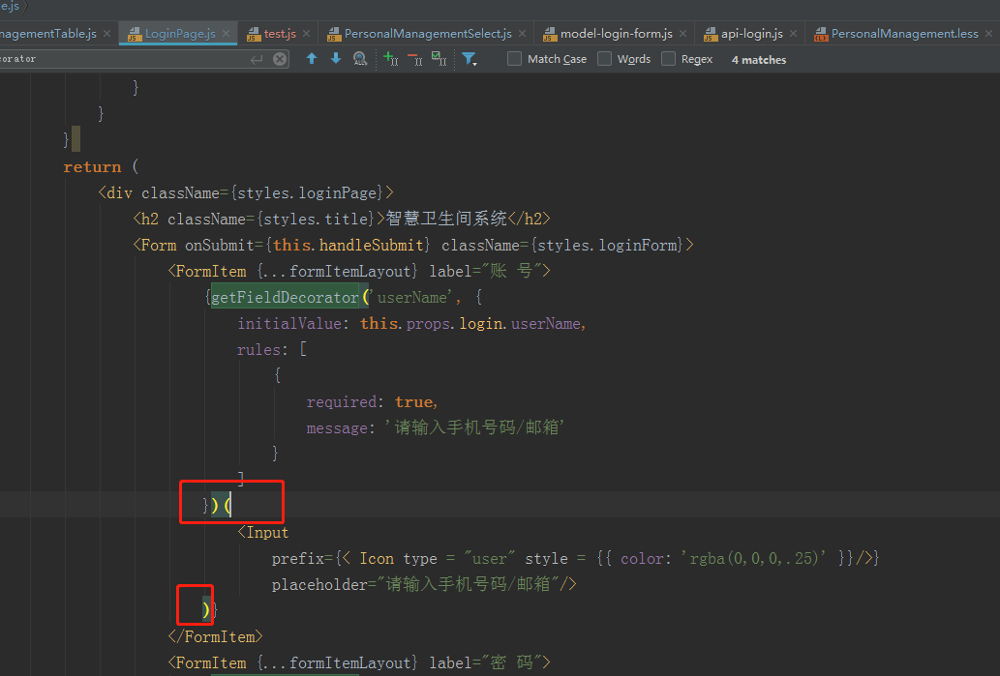 e.js
nagementTable.js LoginPage.js test.js PersonalManagementSelect.js model-login-form.js api-login.js PersonalManagement.less
orator Match Case Words Regex 4 matches
}
}
}
return (
<div className={styles.loginPage}>
<h2 className={styles.title}>智慧卫生间系统</h2>
<Form onSubmit={this.handleSubmit} className={styles.loginForm}>
<FormItem {...formItemLayout} label="账 号">
{getFieldDecorator('userName', {
initialValue: this.props.login.userName,
rules: [
{
required: true,
message: '请输入手机号码/邮箱'
}
]
})(
<Input
prefix={< Icon type = "user" style = {{ color: 'rgba(0,0,0,.25)' }}/>}
placeholder="请输入手机号码/邮箱"/>
)}
</FormItem>
<FormItem {...formItemLayout} label="密 码">